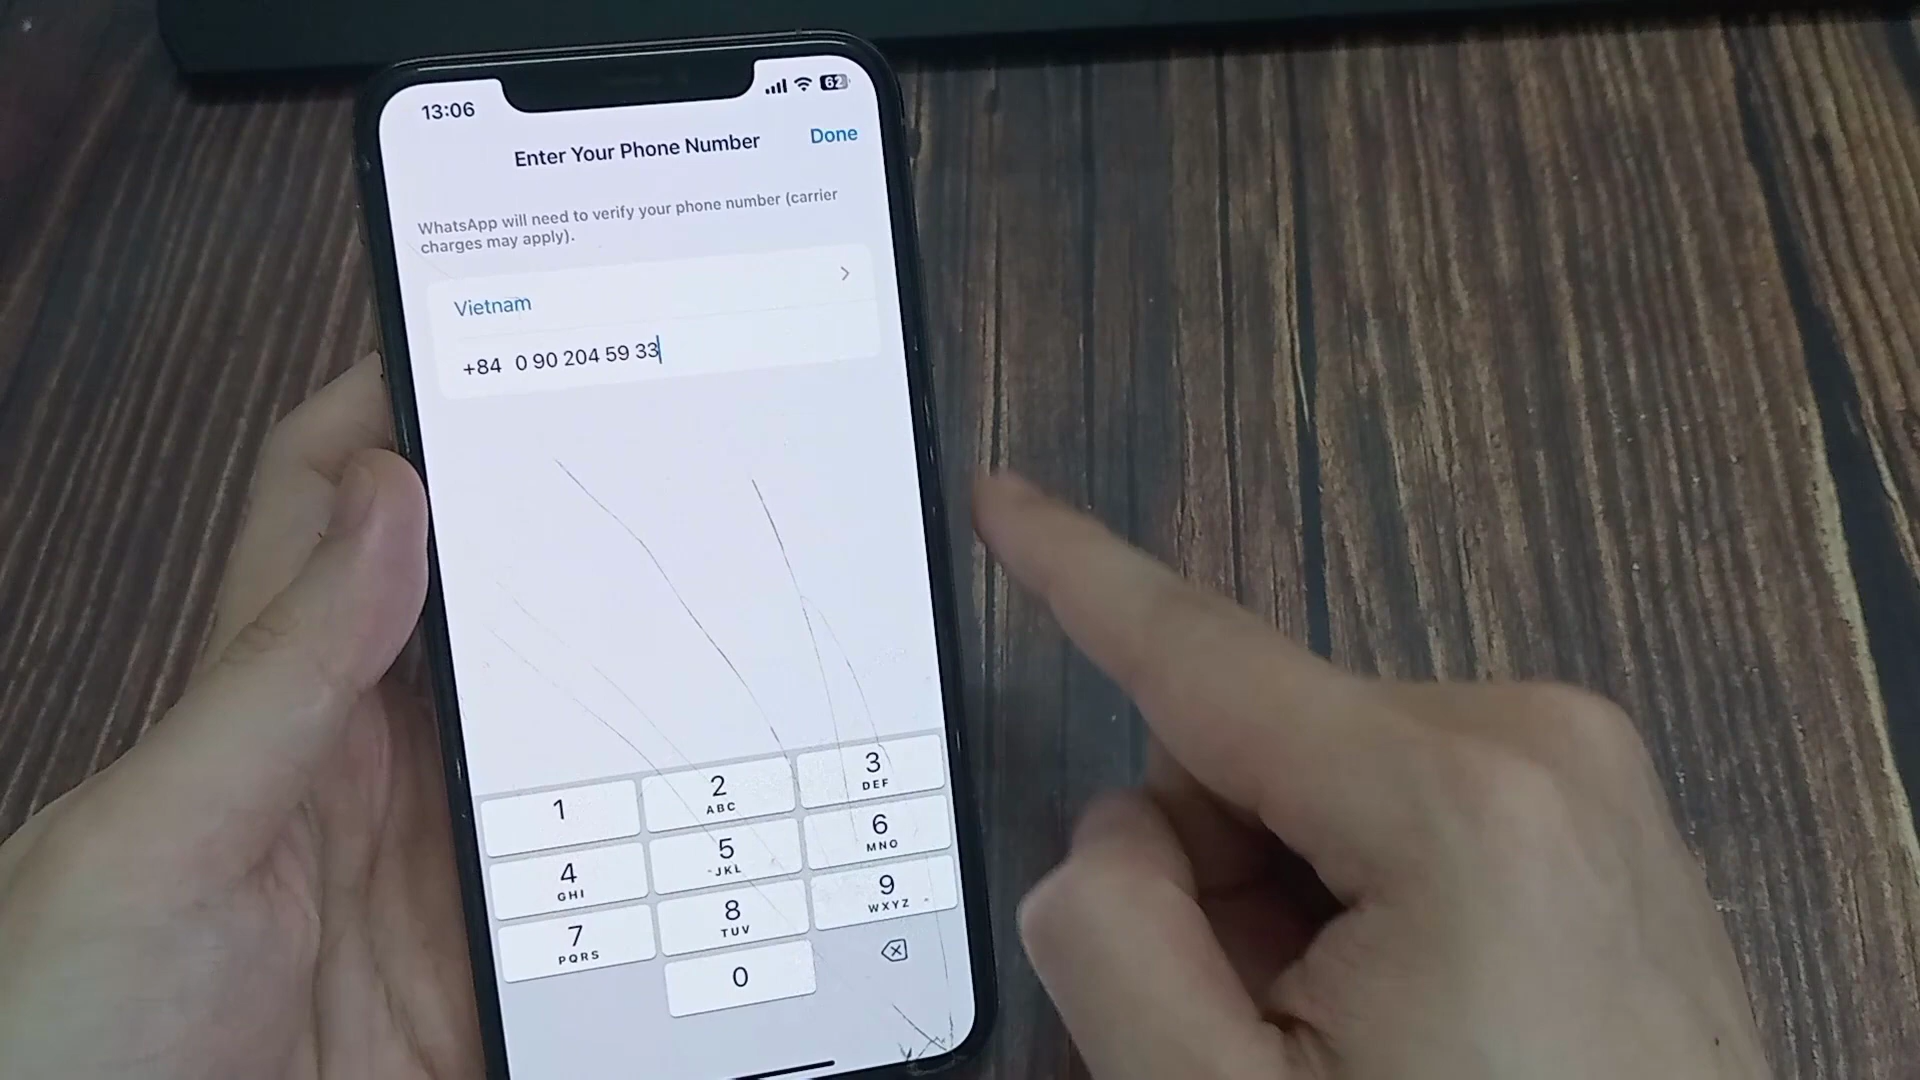 13:06
62
Enter Your Phone Number
Done
WhatsApp will need to verify your phone number (carrier
charges may apply).
Vietnam
+84 0 90 204 59 33
1
2
ABC
3
DEF
4
GHI
5
JKL
6
MNO
7
PQRS
8
TUV
9
WXYZ
0